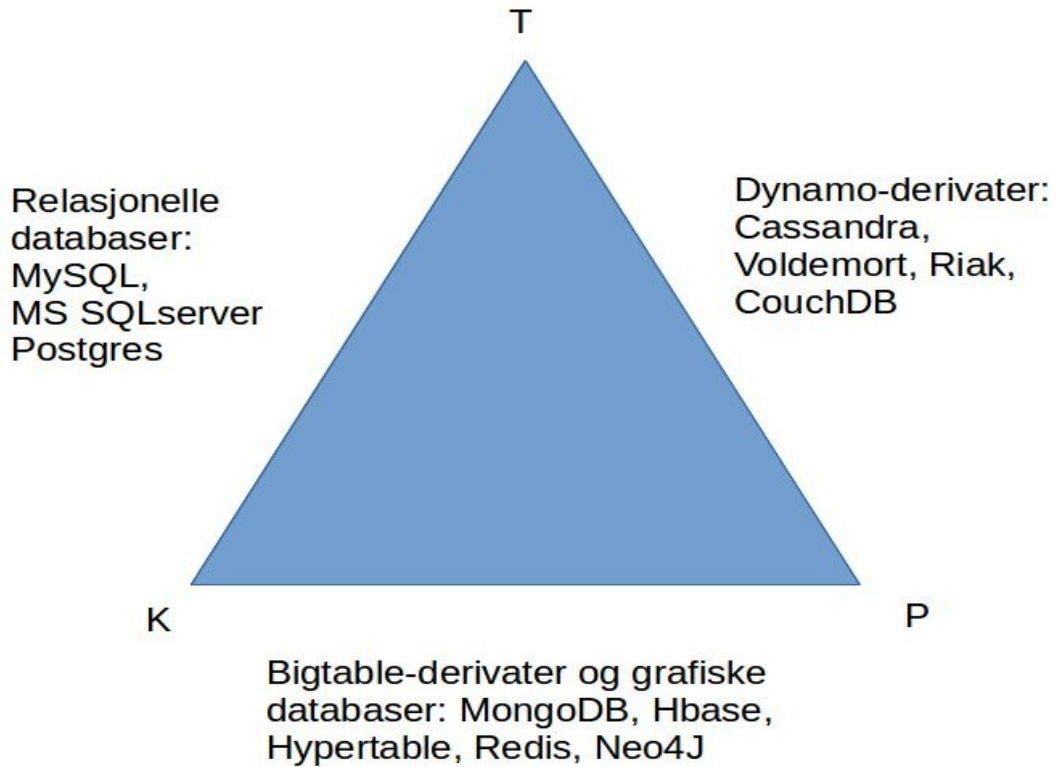 T
Relasjonelle
databaser:
MySQL,
MS SQLserver
Postgres
Dynamo-derivater:
Cassandra,
Voldemort, Riak,
CouchDB
K
P
Bigtable-derivater og grafiske
databaser: MongoDB, Hbase,
Hypertable, Redis, Neo4J